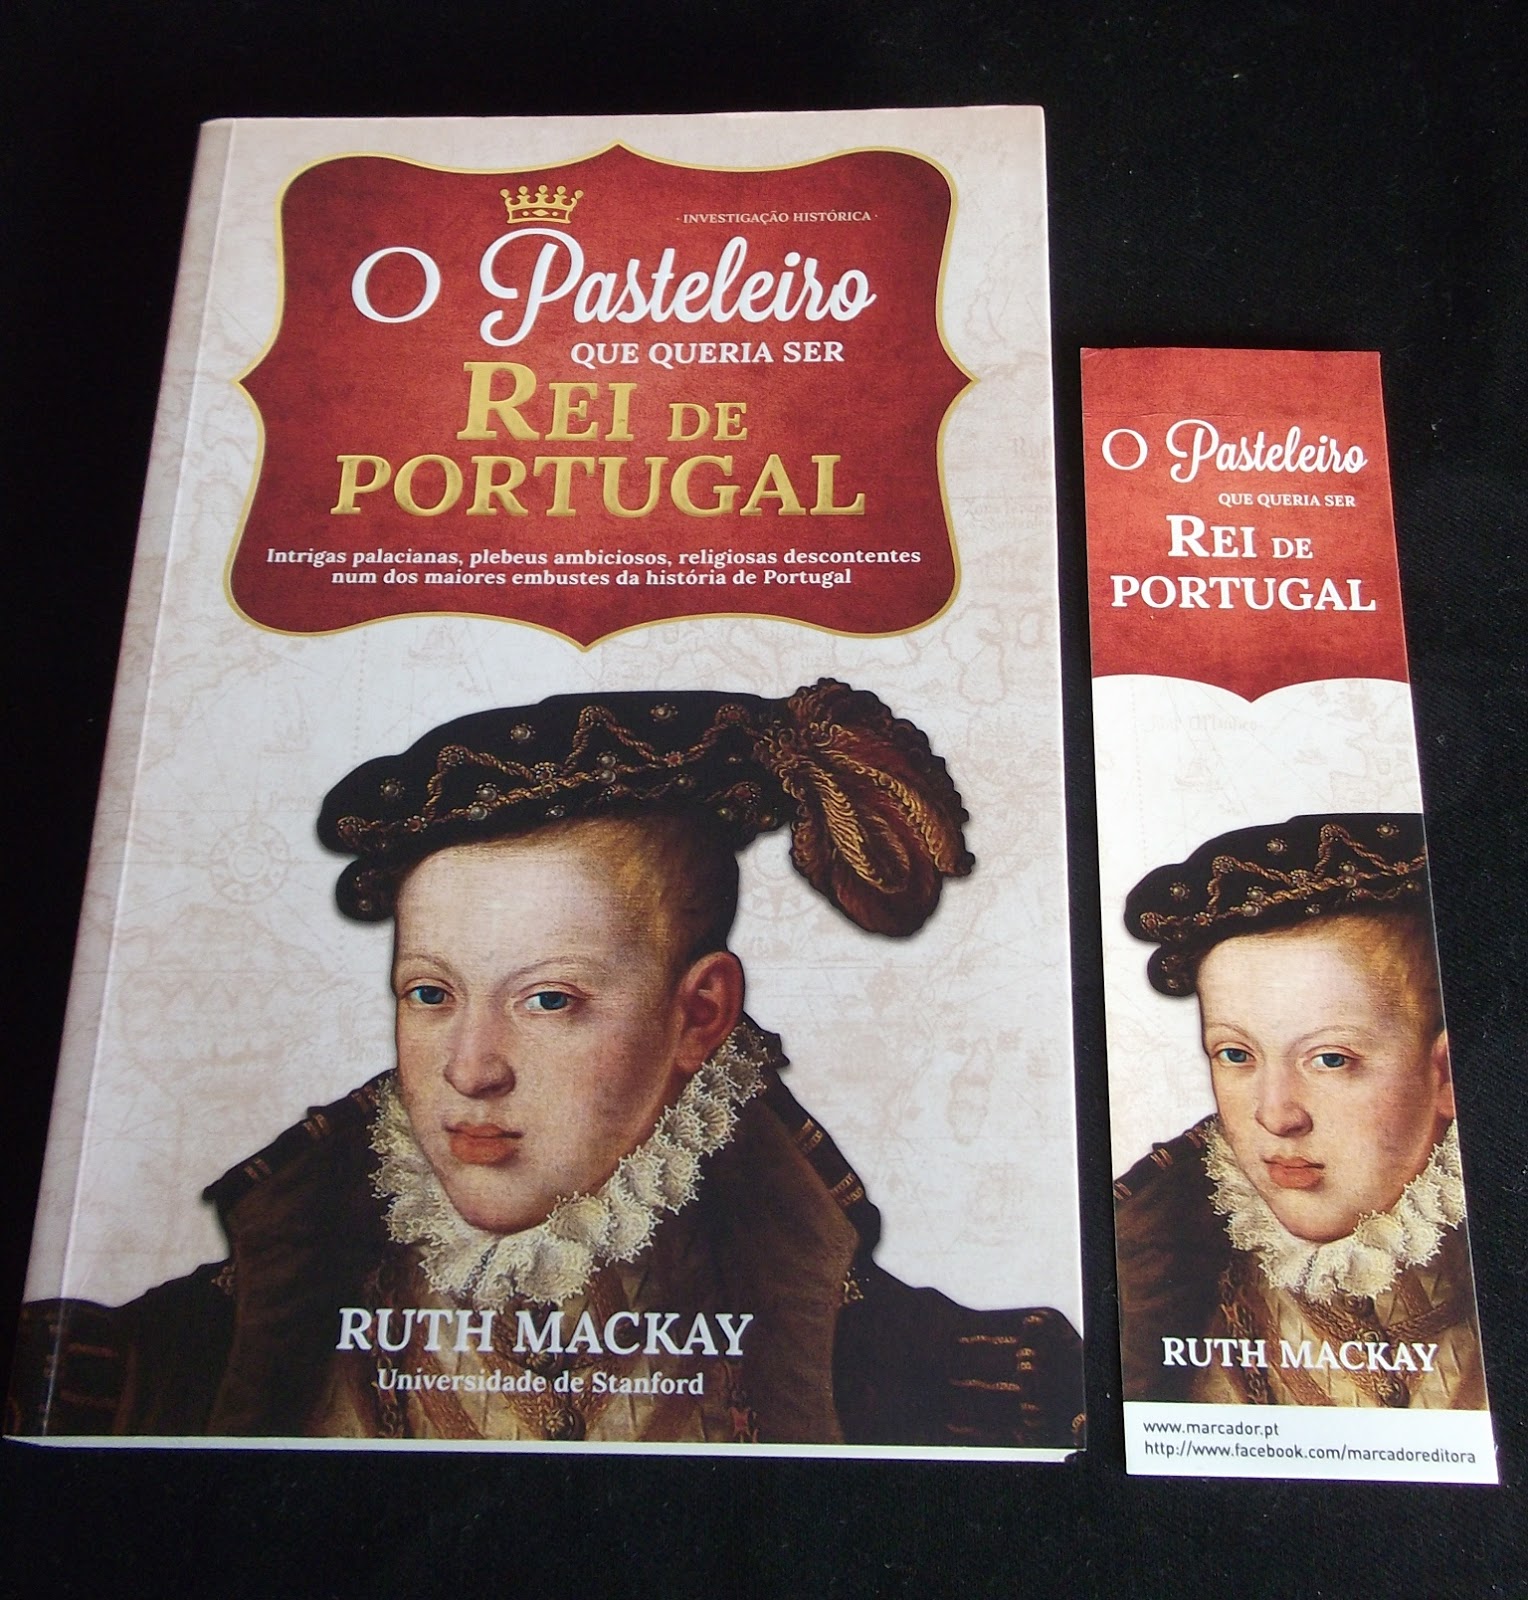 · INVESTIGAÇÃO HISTÓRICA ·
O Pasteleiro
QUE QUERIA SER
REI DE
PORTUGAL
Intrigas palacianas, plebeus ambiciosos, religiosas descontentes
num dos maiores embustes da história de Portugal
RUTH MACKAY
Universidade de Stanford
O Pasteleiro
QUE QUERIA SER
REI DE
PORTUGAL
RUTH MACKAY
www.marcador.pt
http://www.facebook.com/marcadoreditora